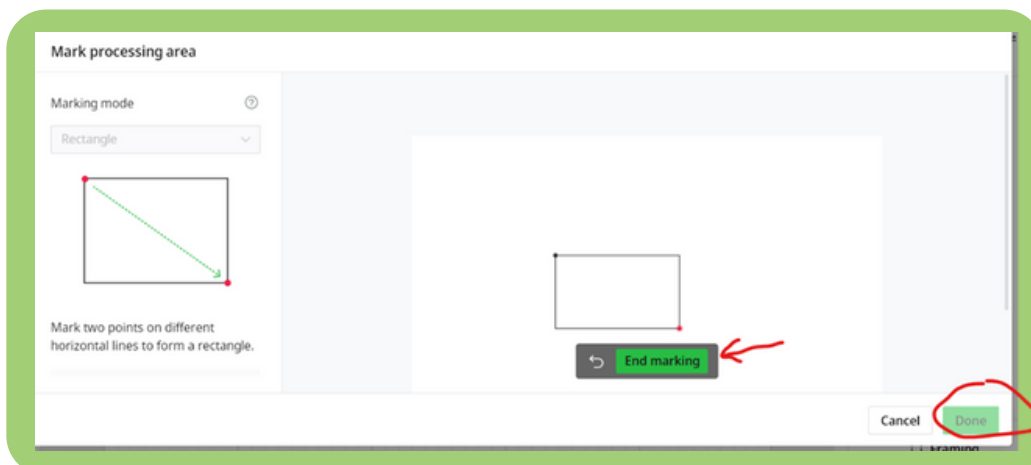 Mark processing area
Marking mode
Rectangle
Mark two points on different
horizontal lines to form a rectangle.
End marking
Cancel
Done
Framing